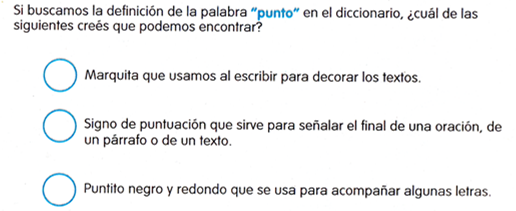 Si buscamos la definición de la palabra "punto" en el diccionario, ¿cuál de las
siguientes creés que podemos encontrar?
Marquita que usamos al escribir para decorar los textos.
Signo de puntuación que sirve para señalar el final de una oración, de
un párrafo o de un texto.
Puntito negro y redondo que se usa para acompañar algunas letras.